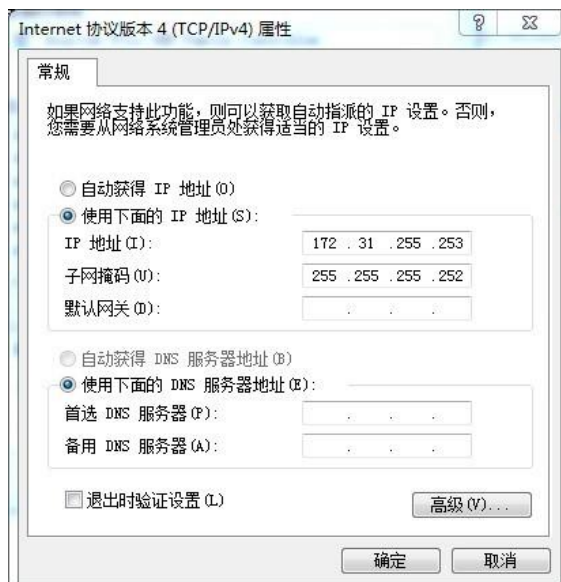 Internet 协议版本 4 (TCP/IPv4) 属性
常规
如果网络支持此功能，则可以获取自动指派的 IP 设置。否则，
您需要从网络系统管理员处获得适当的 IP 设置。
自动获得 IP 地址(O)
使用下面的 IP 地址(S):
IP 地址(I): 172 . 31 . 255 . 253
子网掩码(U): 255 . 255 . 255 . 252
默认网关(D): . . .
自动获得 DNS 服务器地址(B)
使用下面的 DNS 服务器地址(E):
首选 DNS 服务器(P): . . .
备用 DNS 服务器(A): . . .
退出时验证设置(L)
高级(V)...
确定 取消